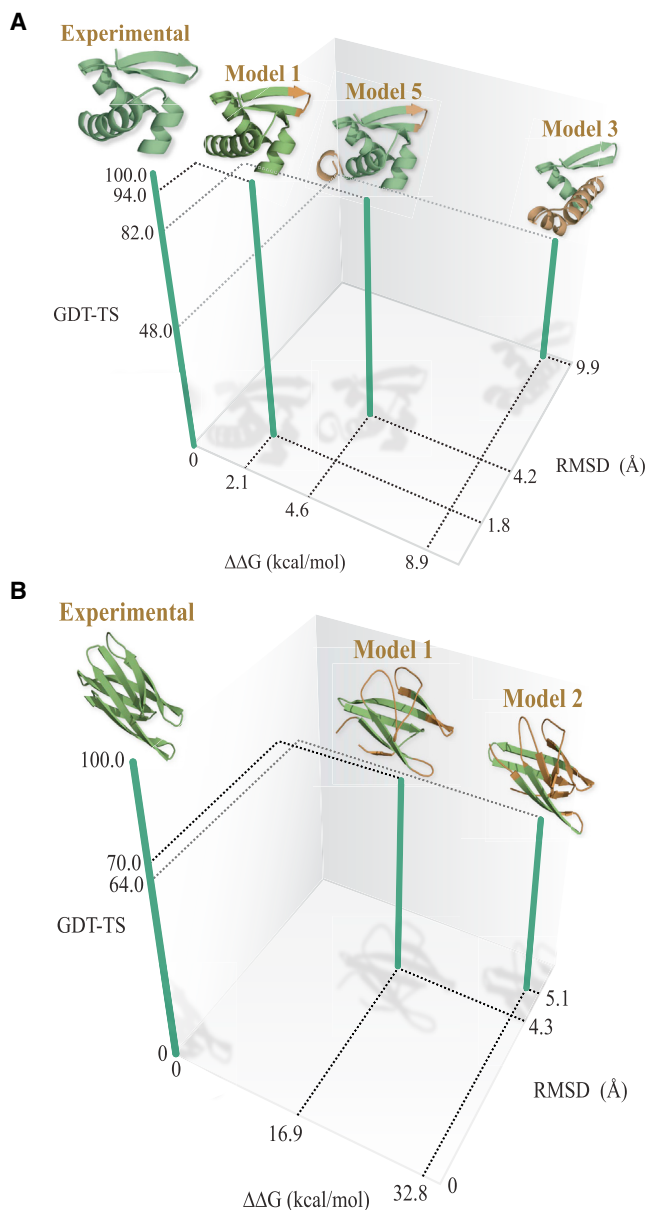 A
Experimental
Model 1
Model 5
Model 3
100.0
94.0
82.0
GDT-TS
48.0
9.9
0
RMSD (Å)
4.2
2.1
1.8
4.6
ΔΔG (kcal/mol)
8.9
B
Experimental
Model 1
Model 2
100.0
70.0
64.0
GDT-TS
5.1
4.3
0
0
RMSD (Å)
16.9
32.8
0
ΔΔG (kcal/mol)